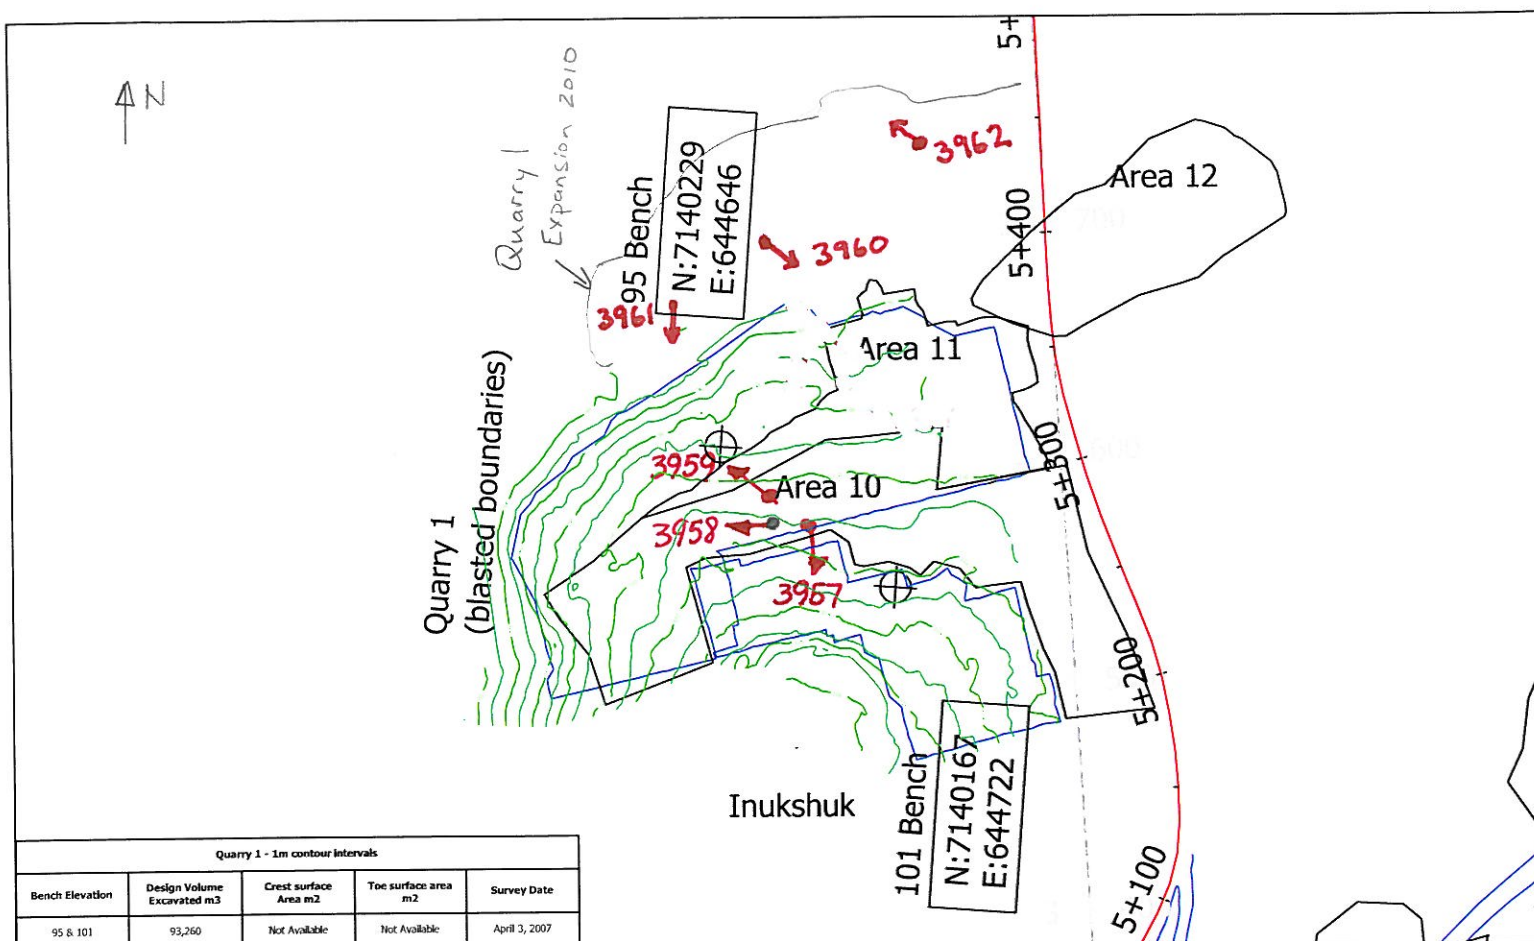 N
Quarry 1
Expansion 2010
5+
3962
Area 12
95 Bench
N:7140229
E:644646
3960
5+400
3961
Area 11
Quarry 1
(blasted boundaries)
3959
Area 10
5+300
3958
3957
5+200
Inukshuk
101 Bench
N:7140167
E:644722
5+100
Quarry 1 - 1m contour intervals
Bench Elevation
Design Volume Excavated m3
Crest surface Area m2
Toe surface area m2
Survey Date
95 & 101
93,260
Not Available
Not Available
April 3, 2007